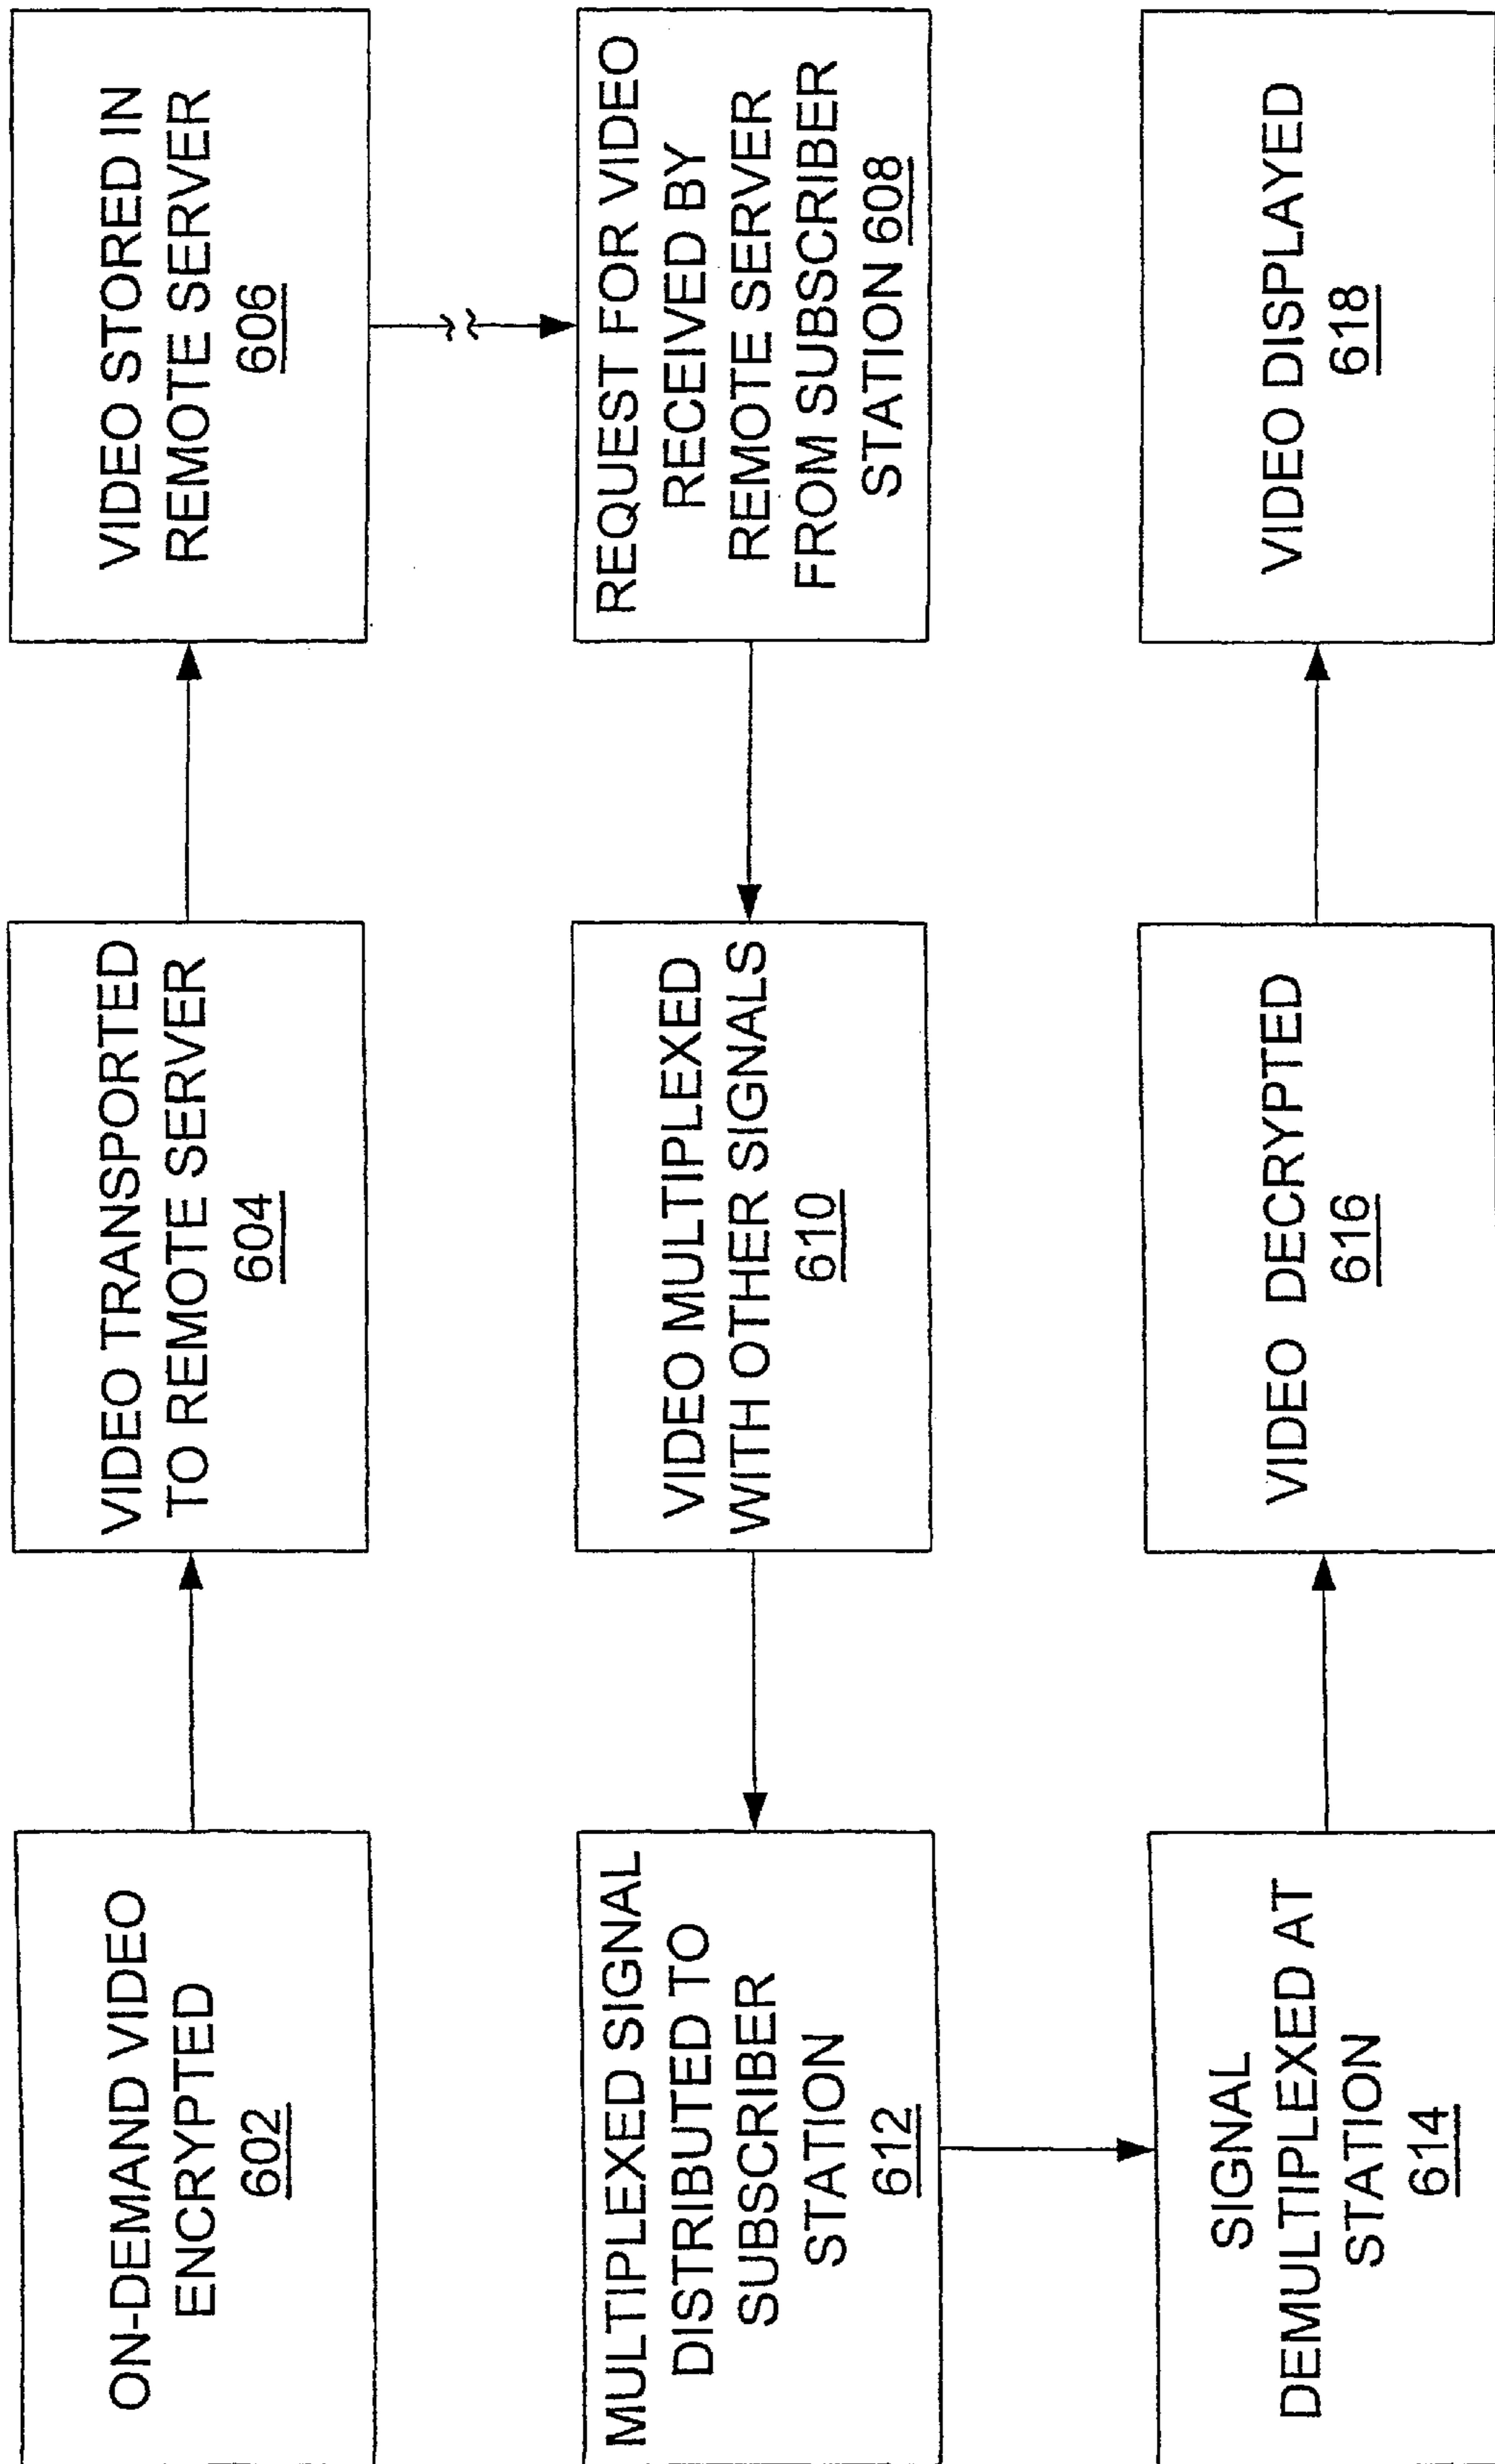 ON-DEMAND VIDEO
ENCRYPTED
602
VIDEO TRANSPORTED
TO REMOTE SERVER
604
VIDEO STORED IN
REMOTE SERVER
606
REQUEST FOR VIDEO
RECEIVED BY
REMOTE SERVER
FROM SUBSCRIBER
STATION 608
VIDEO MULTIPLEXED
WITH OTHER SIGNALS
610
MULTIPLEXED SIGNAL
DISTRIBUTED TO
SUBSCRIBER
STATION
612
SIGNAL
DEMULTIPLEXED AT
STATION
614
VIDEO DECRYPTED
616
VIDEO DISPLAYED
618